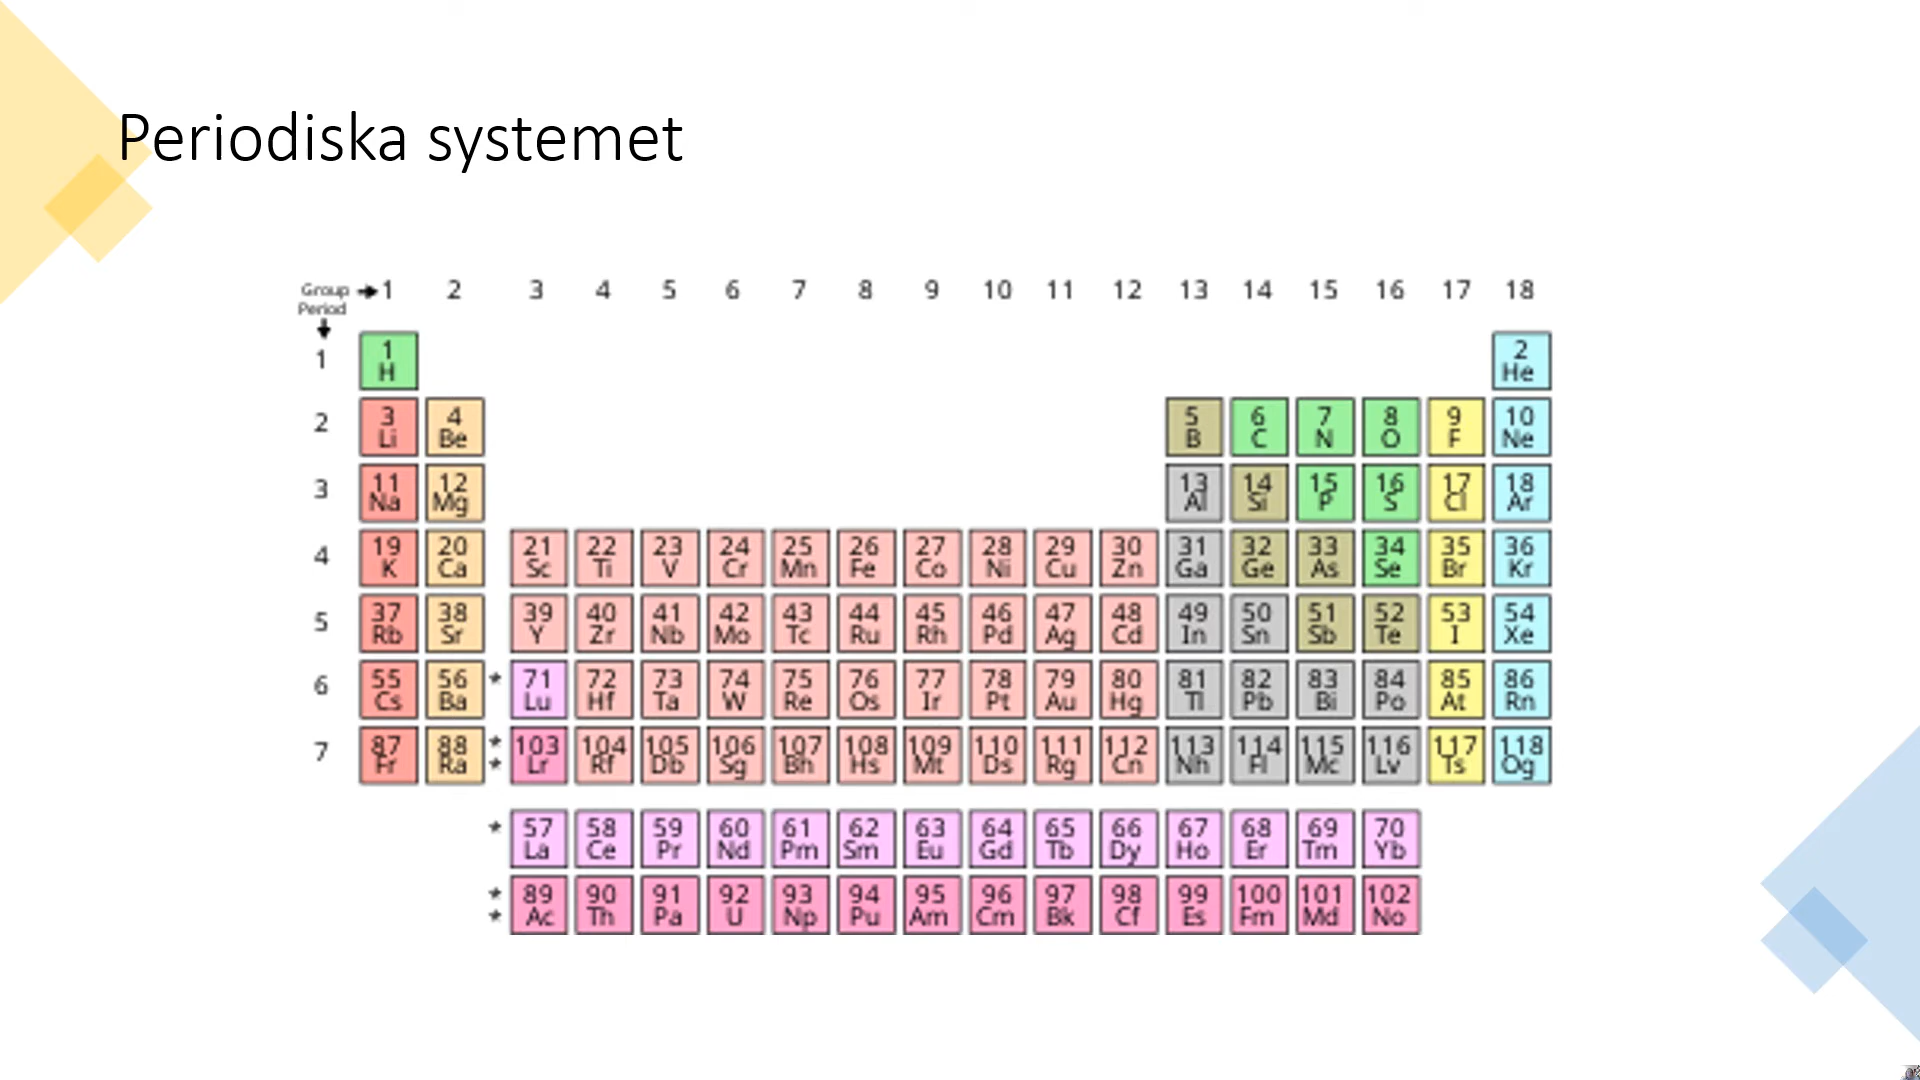 Periodiska systemet
Group → 1 2 3 4 5 6 7 8 9 10 11 12 13 14 15 16 17 18
Period
↓
1 1 H 2 He
2 3 Li 4 Be 5 B 6 C 7 N 8 O 9 F 10 Ne
3 11 Na 12 Mg 13 Al 14 Si 15 P 16 S 17 Cl 18 Ar
4 19 K 20 Ca 21 Sc 22 Ti 23 V 24 Cr 25 Mn 26 Fe 27 Co 28 Ni 29 Cu 30 Zn 31 Ga 32 Ge 33 As 34 Se 35 Br 36 Kr
5 37 Rb 38 Sr 39 Y 40 Zr 41 Nb 42 Mo 43 Tc 44 Ru 45 Rh 46 Pd 47 Ag 48 Cd 49 In 50 Sn 51 Sb 52 Te 53 I 54 Xe
6 55 Cs 56 Ba * 71 Lu 72 Hf 73 Ta 74 W 75 Re 76 Os 77 Ir 78 Pt 79 Au 80 Hg 81 Tl 82 Pb 83 Bi 84 Po 85 At 86 Rn
7 87 Fr 88 Ra * * 103 Lr 104 Rf 105 Db 106 Sg 107 Bh 108 Hs 109 Mt 110 Ds 111 Rg 112 Cn 113 Nh 114 Fl 115 Mc 116 Lv 117 Ts 118 Og
* 57 La 58 Ce 59 Pr 60 Nd 61 Pm 62 Sm 63 Eu 64 Gd 65 Tb 66 Dy 67 Ho 68 Er 69 Tm 70 Yb
* * 89 Ac 90 Th 91 Pa 92 U 93 Np 94 Pu 95 Am 96 Cm 97 Bk 98 Cf 99 Es 100 Fm 101 Md 102 No